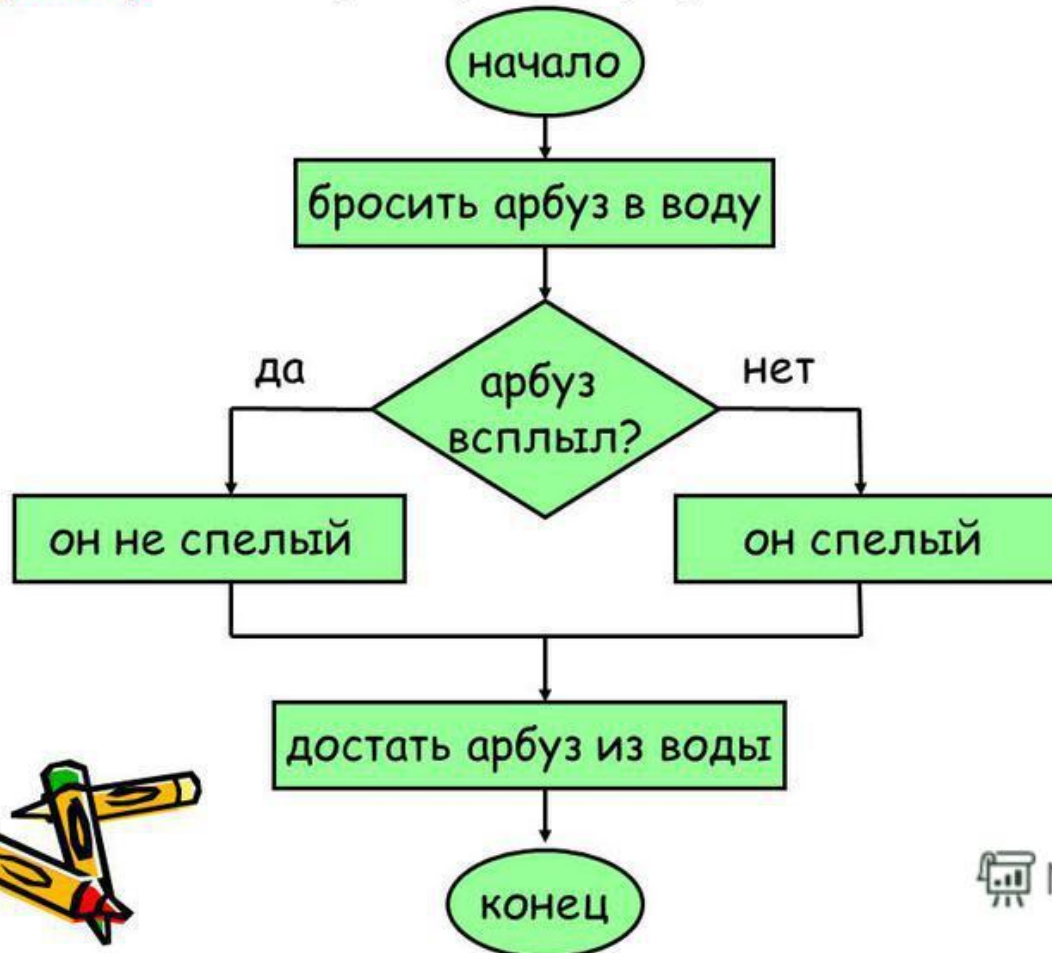 начало
бросить арбуз в воду
да
арбуз
всплыл?
нет
он не спелый
он спелый
достать арбуз из воды
конец